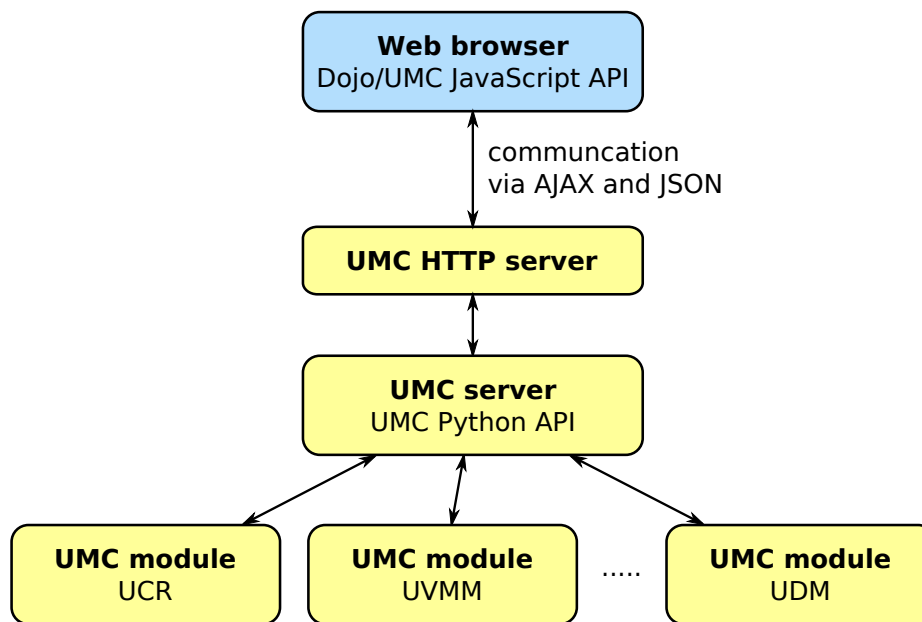 Web browser
Dojo/UMC JavaScript API
communcation
via AJAX and JSON
UMC HTTP server
UMC server
UMC Python API
UMC module
UCR
UMC module
UVMM
.....
UMC module
UDM